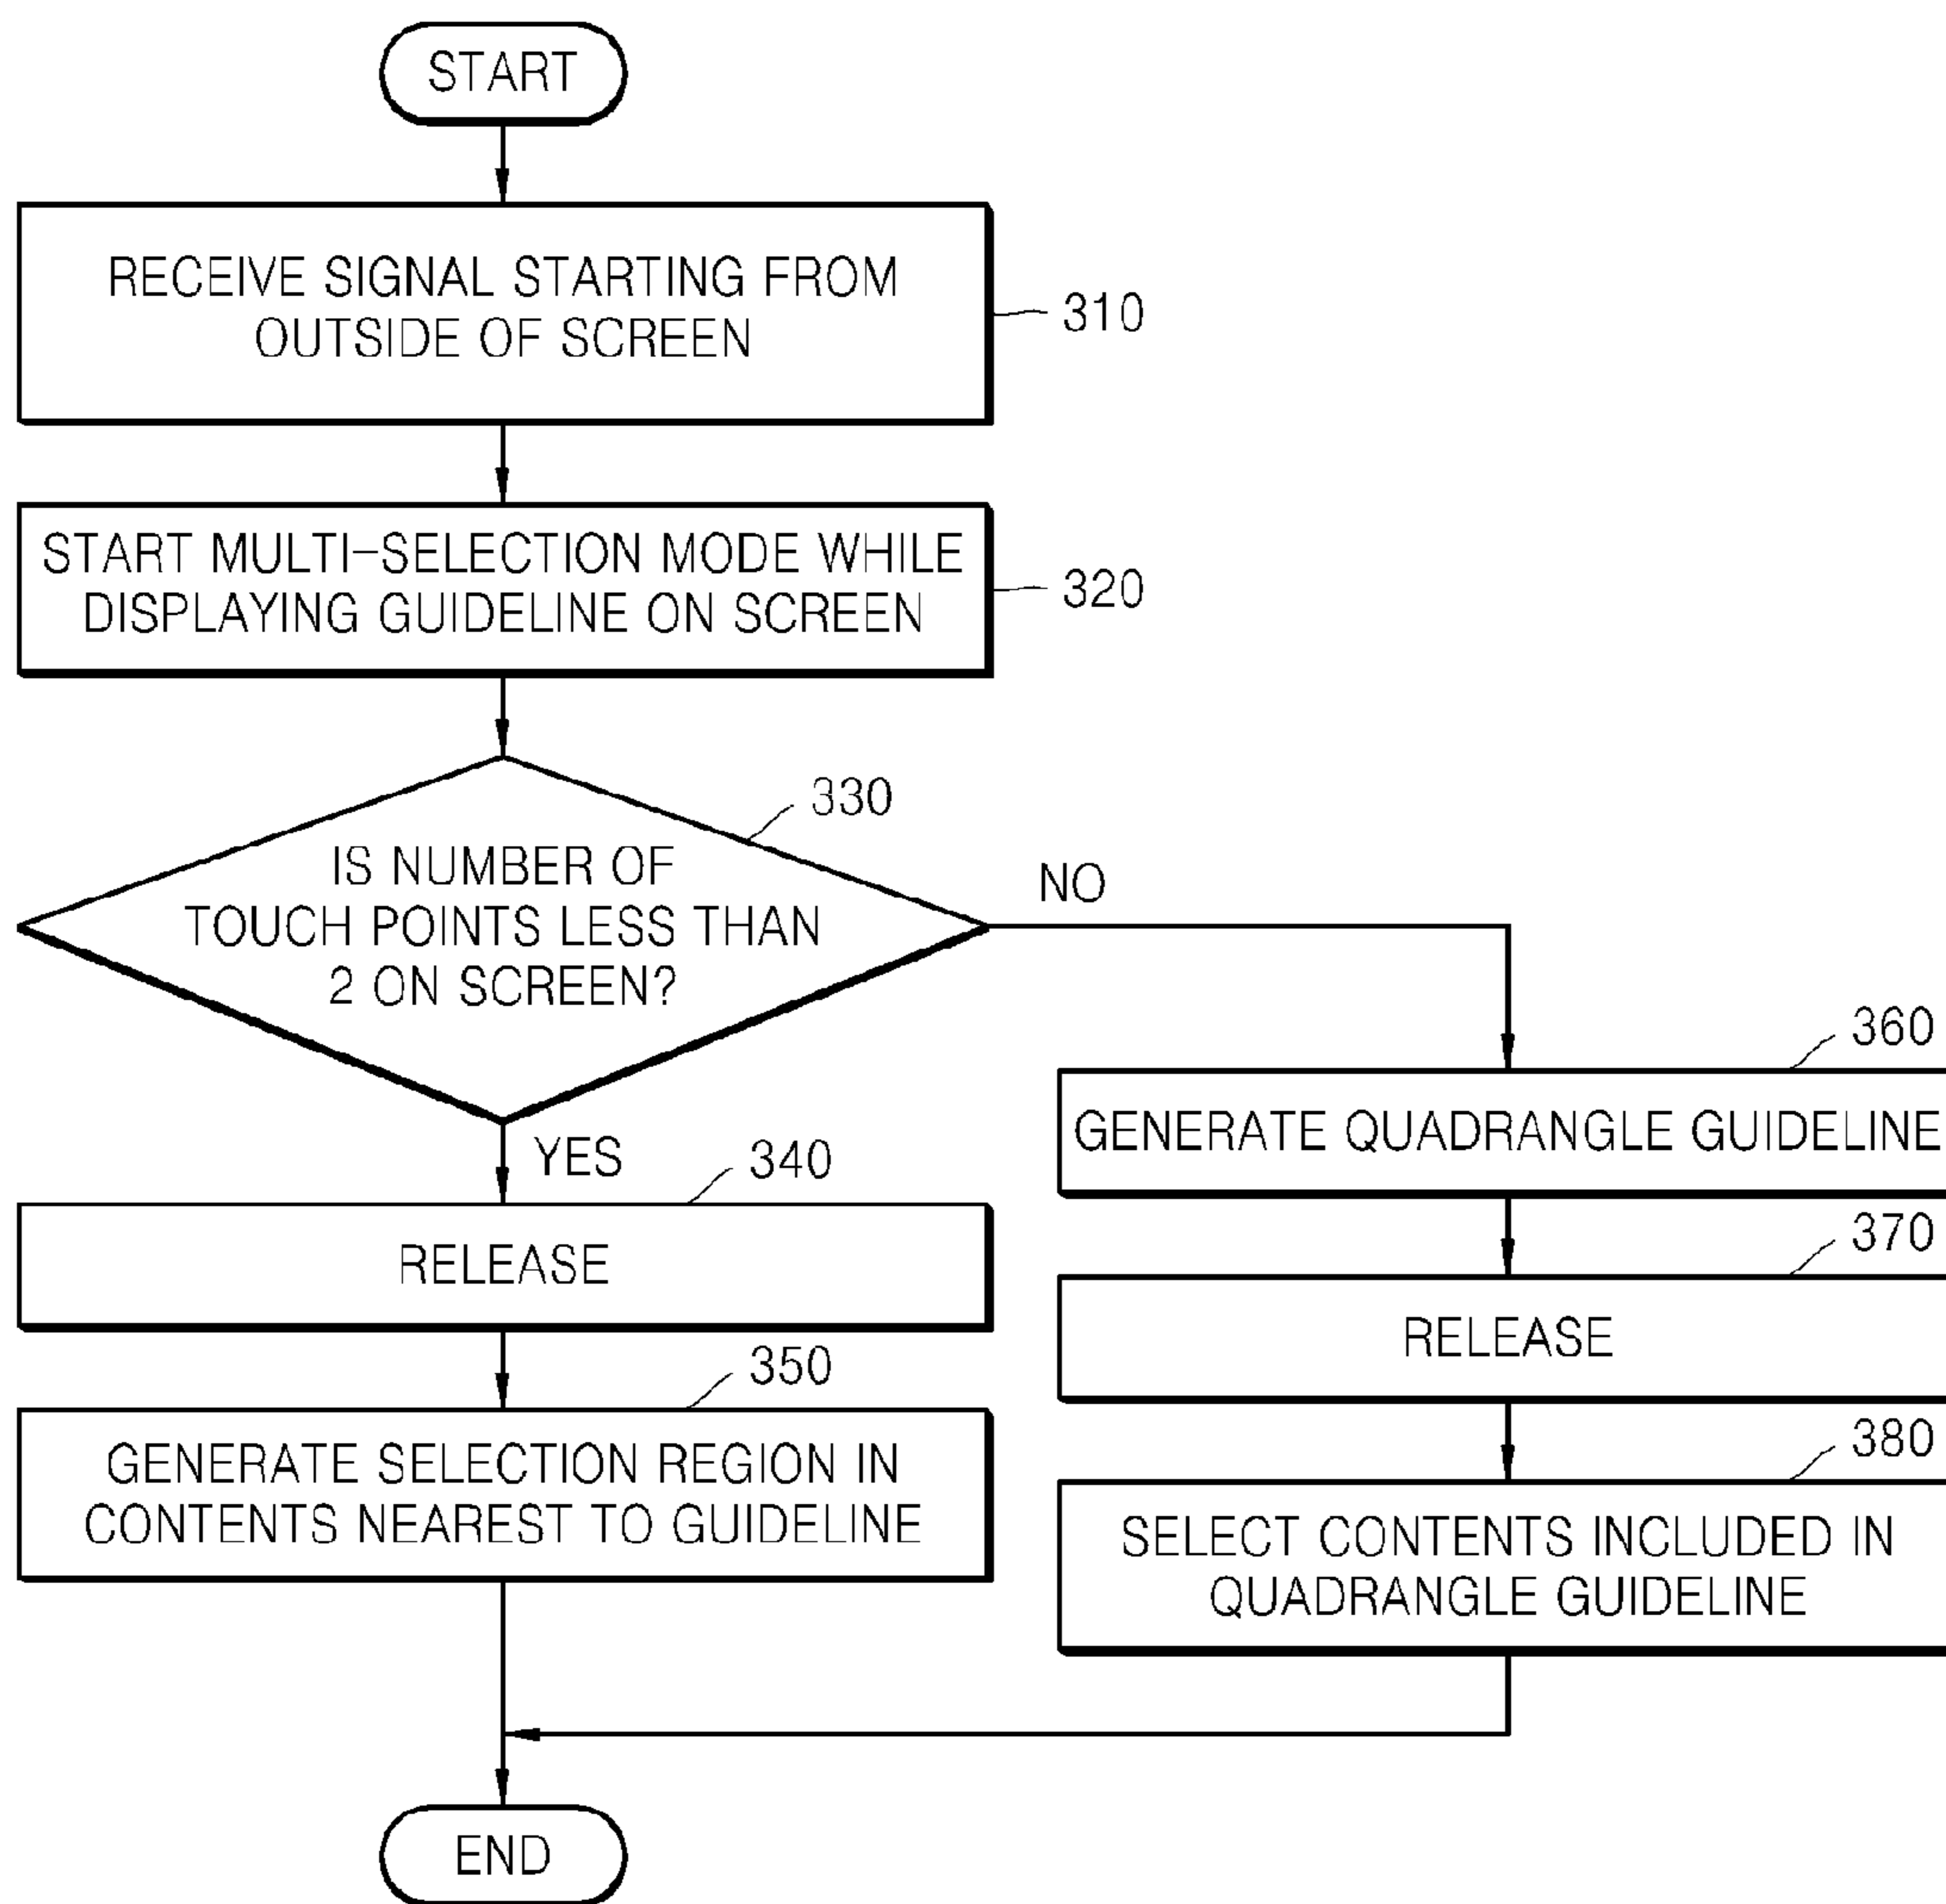 START
RECEIVE SIGNAL STARTING FROM
OUTSIDE OF SCREEN
310
START MULTI-SELECTION MODE WHILE
DISPLAYING GUIDELINE ON SCREEN
320
330
IS NUMBER OF
TOUCH POINTS LESS THAN
2 ON SCREEN?
NO
YES
340
RELEASE
350
GENERATE SELECTION REGION IN
CONTENTS NEAREST TO GUIDELINE
360
GENERATE QUADRANGLE GUIDELINE
370
RELEASE
380
SELECT CONTENTS INCLUDED IN
QUADRANGLE GUIDELINE
END